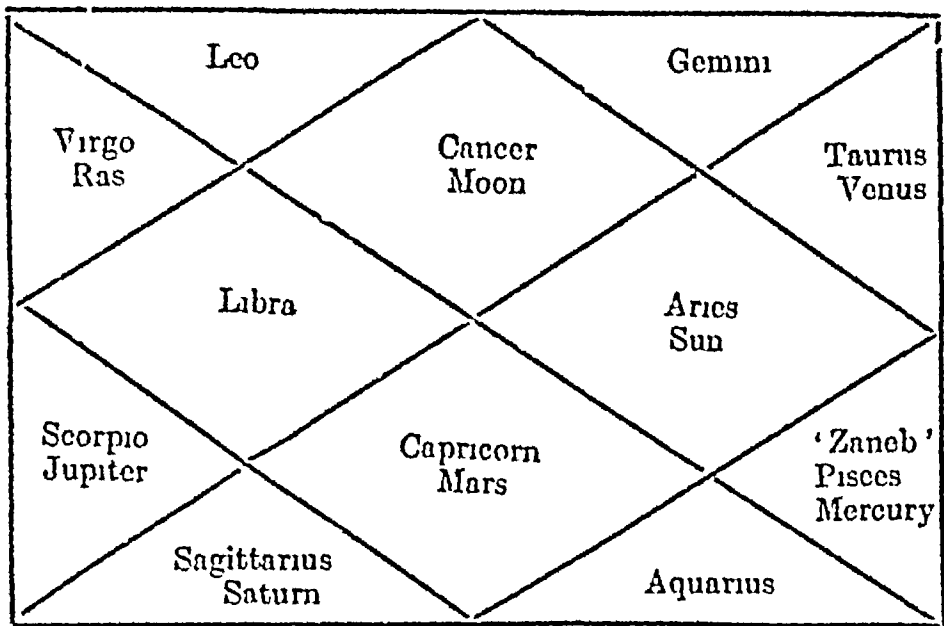 Leo
Gemini
Virgo
Ras
Cancer
Moon
Taurus
Venus
Libra
Aries
Sun
Scorpio
Jupiter
Capricorn
Mars
‘Zaneb’
Pisces
Mercury
Sagittarius
Saturn
Aquarius